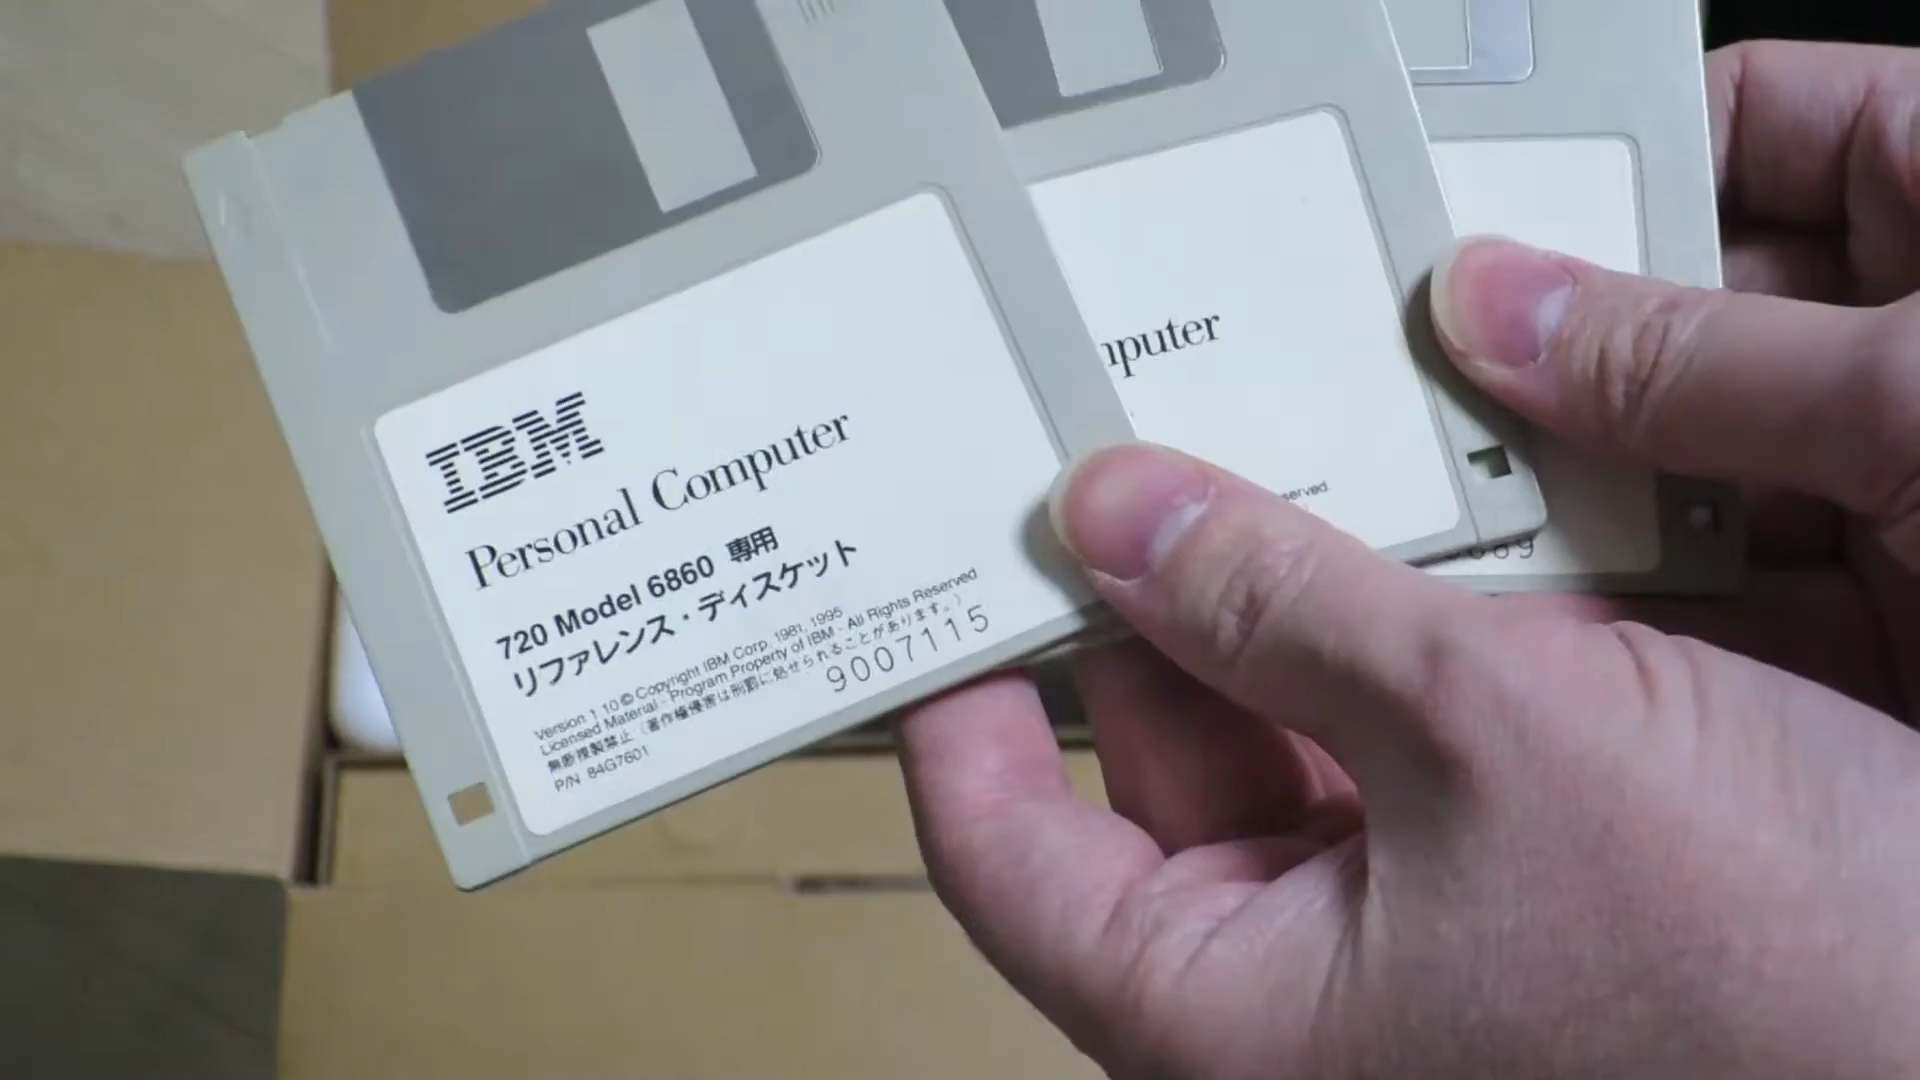 IBM
Personal Computer
720 Model 6860 専用
リファレンス・ディスケット
Version 1.10 © Copyright IBM Corp. 1981, 1995
Licensed Material - Program Property of IBM - All Rights Reserved
無断複製禁止（著作権侵害は刑罰に処せられることがあります。）
P/N 84G7601
9007115
mputer
served.